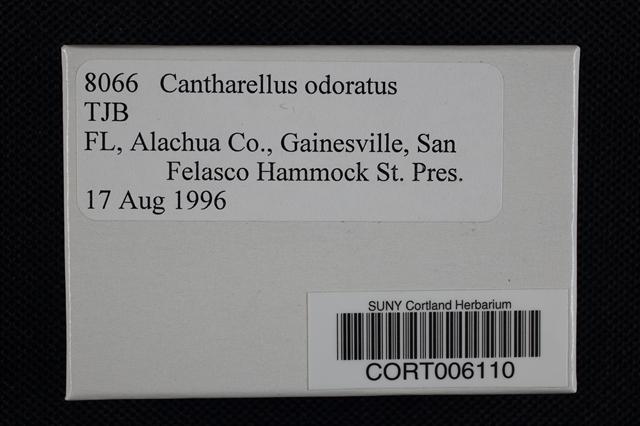 8066 Cantharellus odoratus
TJB
FL, Alachua Co., Gainesville, San
Felasco Hammock St. Pres.
17 Aug 1996
SUNY Cortland Herbarium
CORT006110